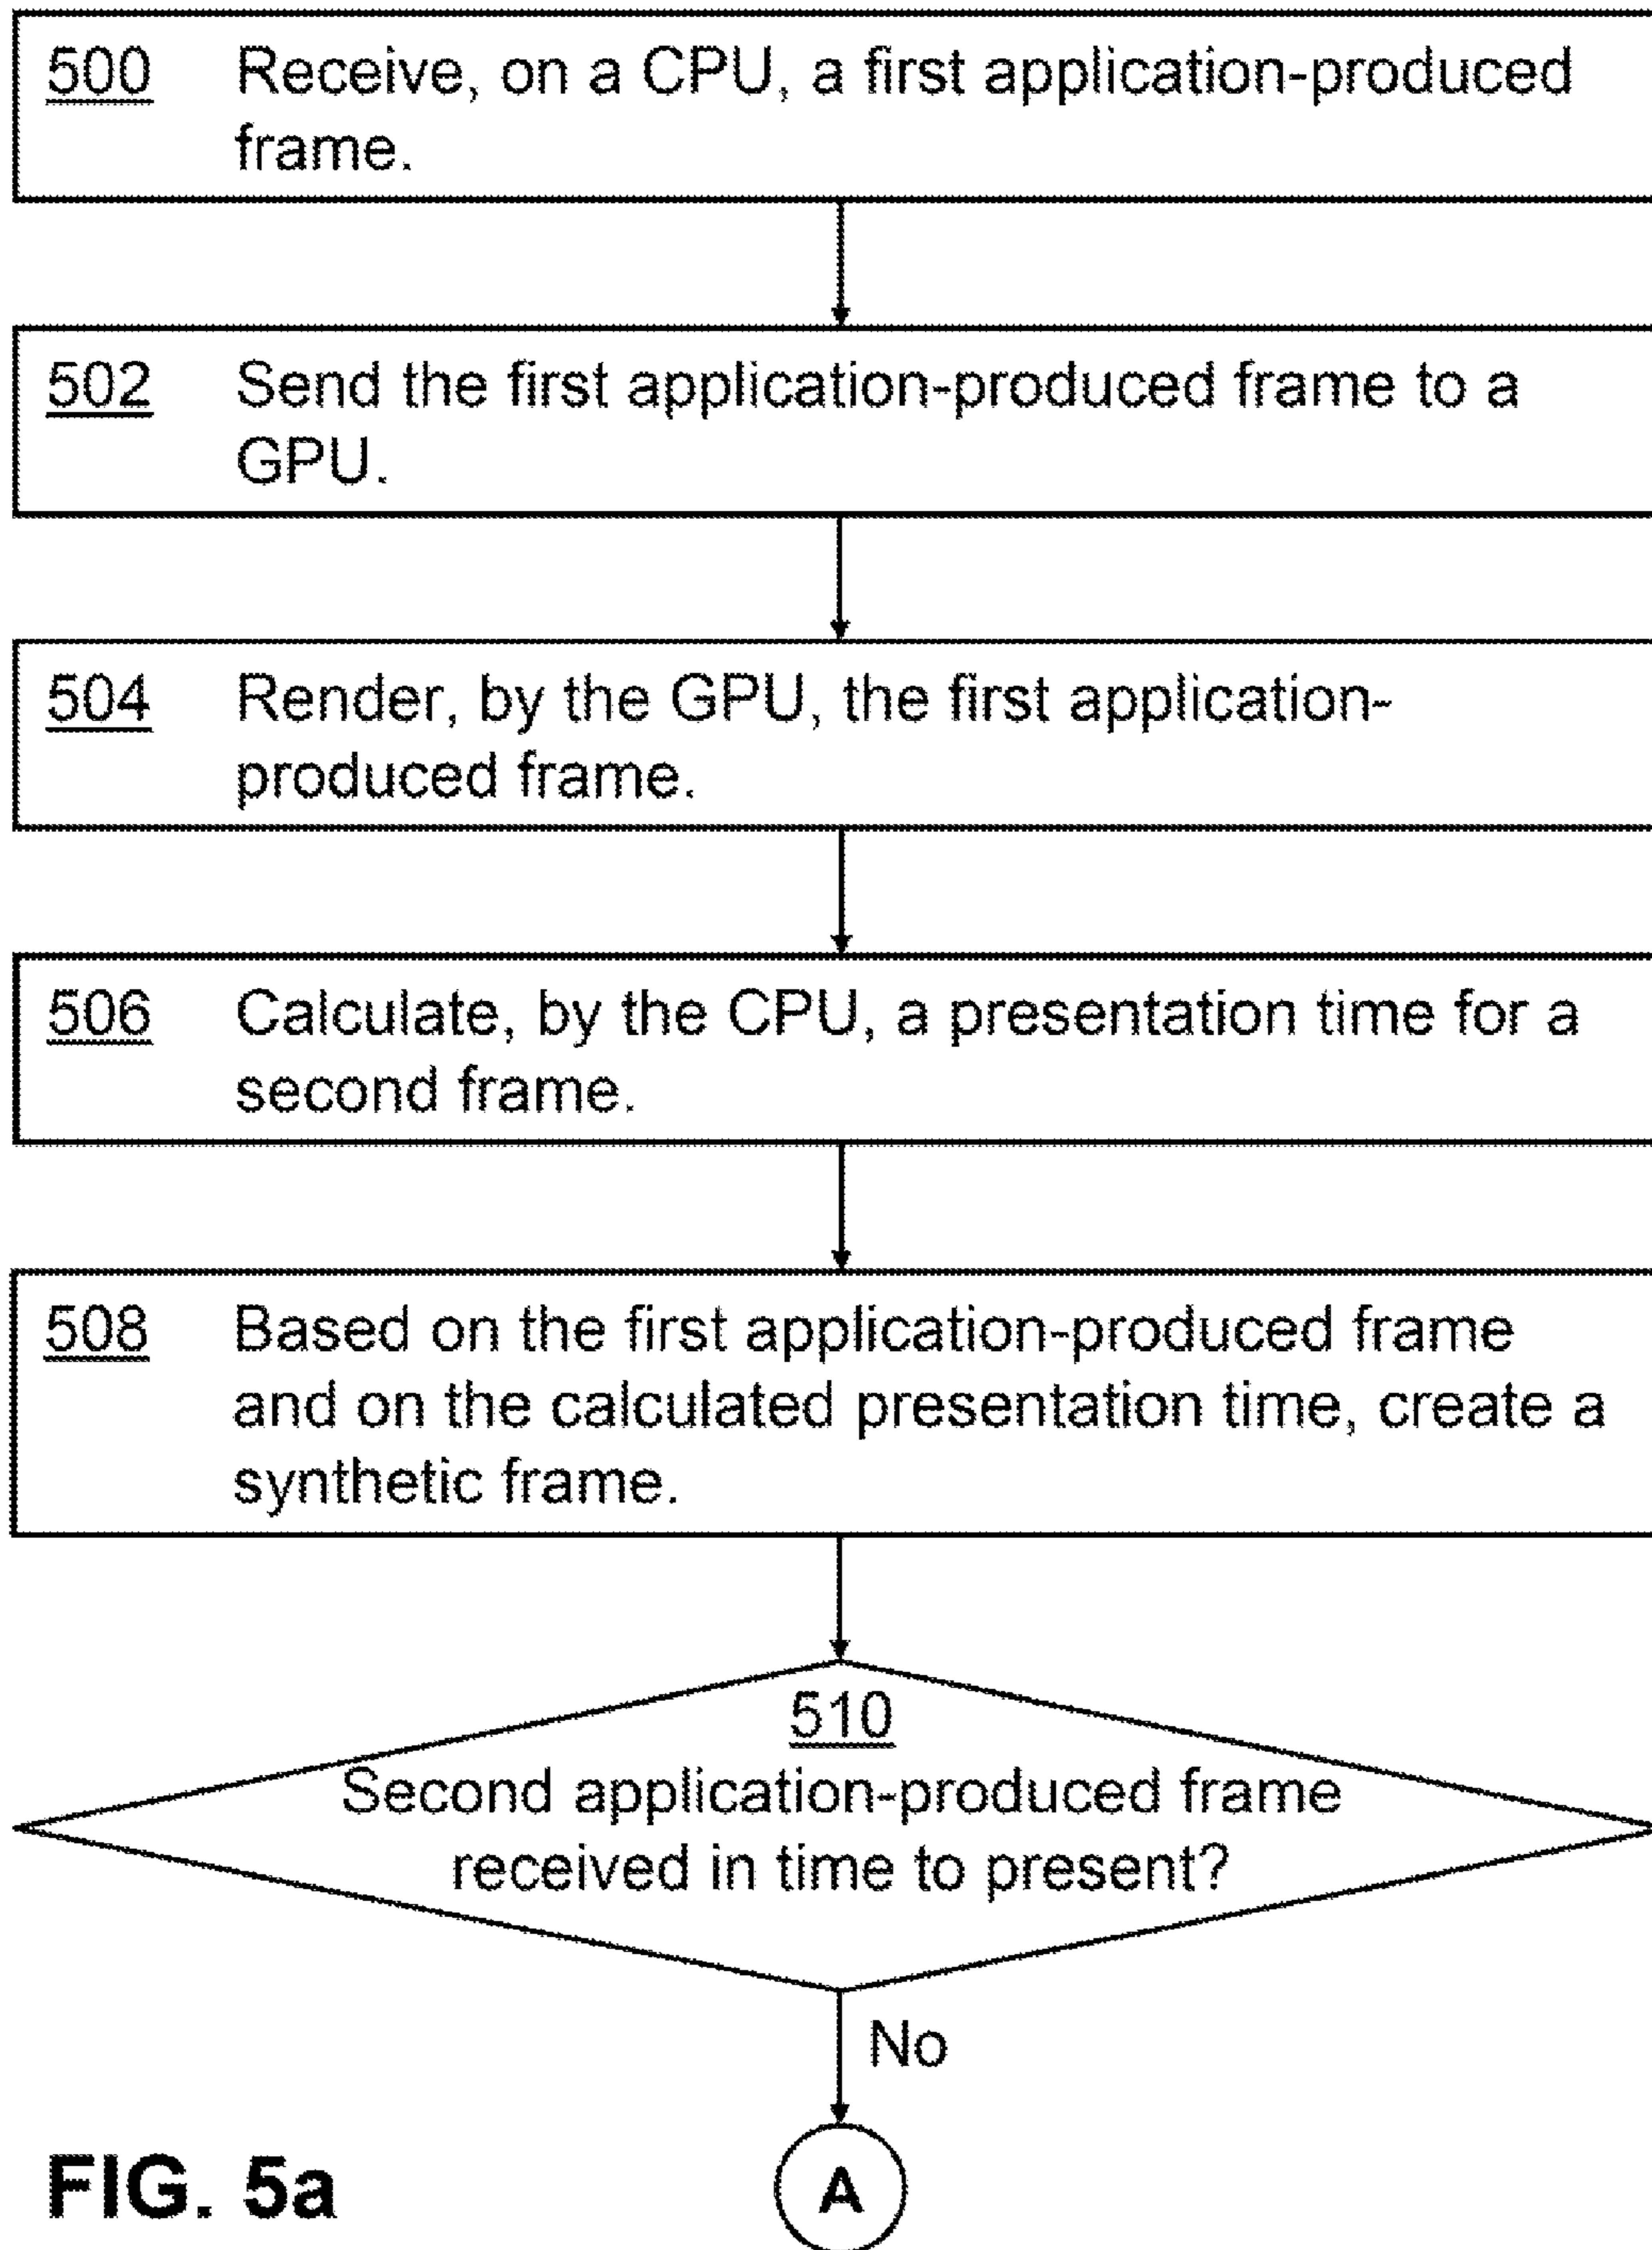 500 Receive, on a CPU, a first application-produced
frame.
502 Send the first application-produced frame to a
GPU.
504 Render, by the GPU, the first application-
produced frame.
506 Calculate, by the CPU, a presentation time for a
second frame.
508 Based on the first application-produced frame
and on the calculated presentation time, create a
synthetic frame.
510
Second application-produced frame
received in time to present?
No
A
FIG. 5a